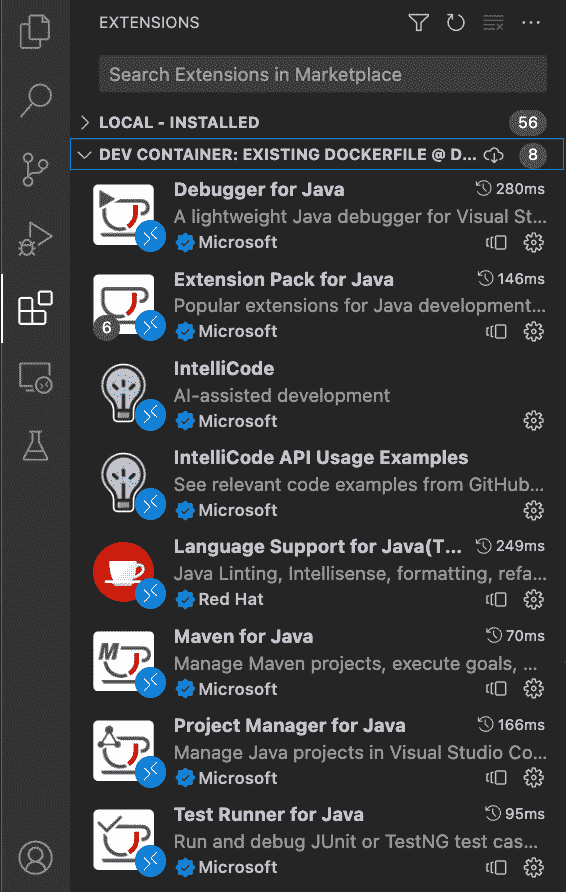 EXTENSIONS
Search Extensions in Marketplace
LOCAL - INSTALLED 56
DEV CONTAINER: EXISTING DOCKERFILE @ D... 8
Debugger for Java 280ms
A lightweight Java debugger for Visual St...
Microsoft
Extension Pack for Java 146ms
Popular extensions for Java development...
6 Microsoft
IntelliCode
AI-assisted development
Microsoft
IntelliCode API Usage Examples
See relevant code examples from GitHub...
Microsoft
Language Support for Java(T... 249ms
Java Linting, Intellisense, formatting, refa...
Red Hat
Maven for Java 70ms
M
Manage Maven projects, execute goals, ...
Microsoft
Project Manager for Java 166ms
Manage Java projects in Visual Studio Co...
Microsoft
Test Runner for Java 95ms
Run and debug JUnit or TestNG test cas...
Microsoft